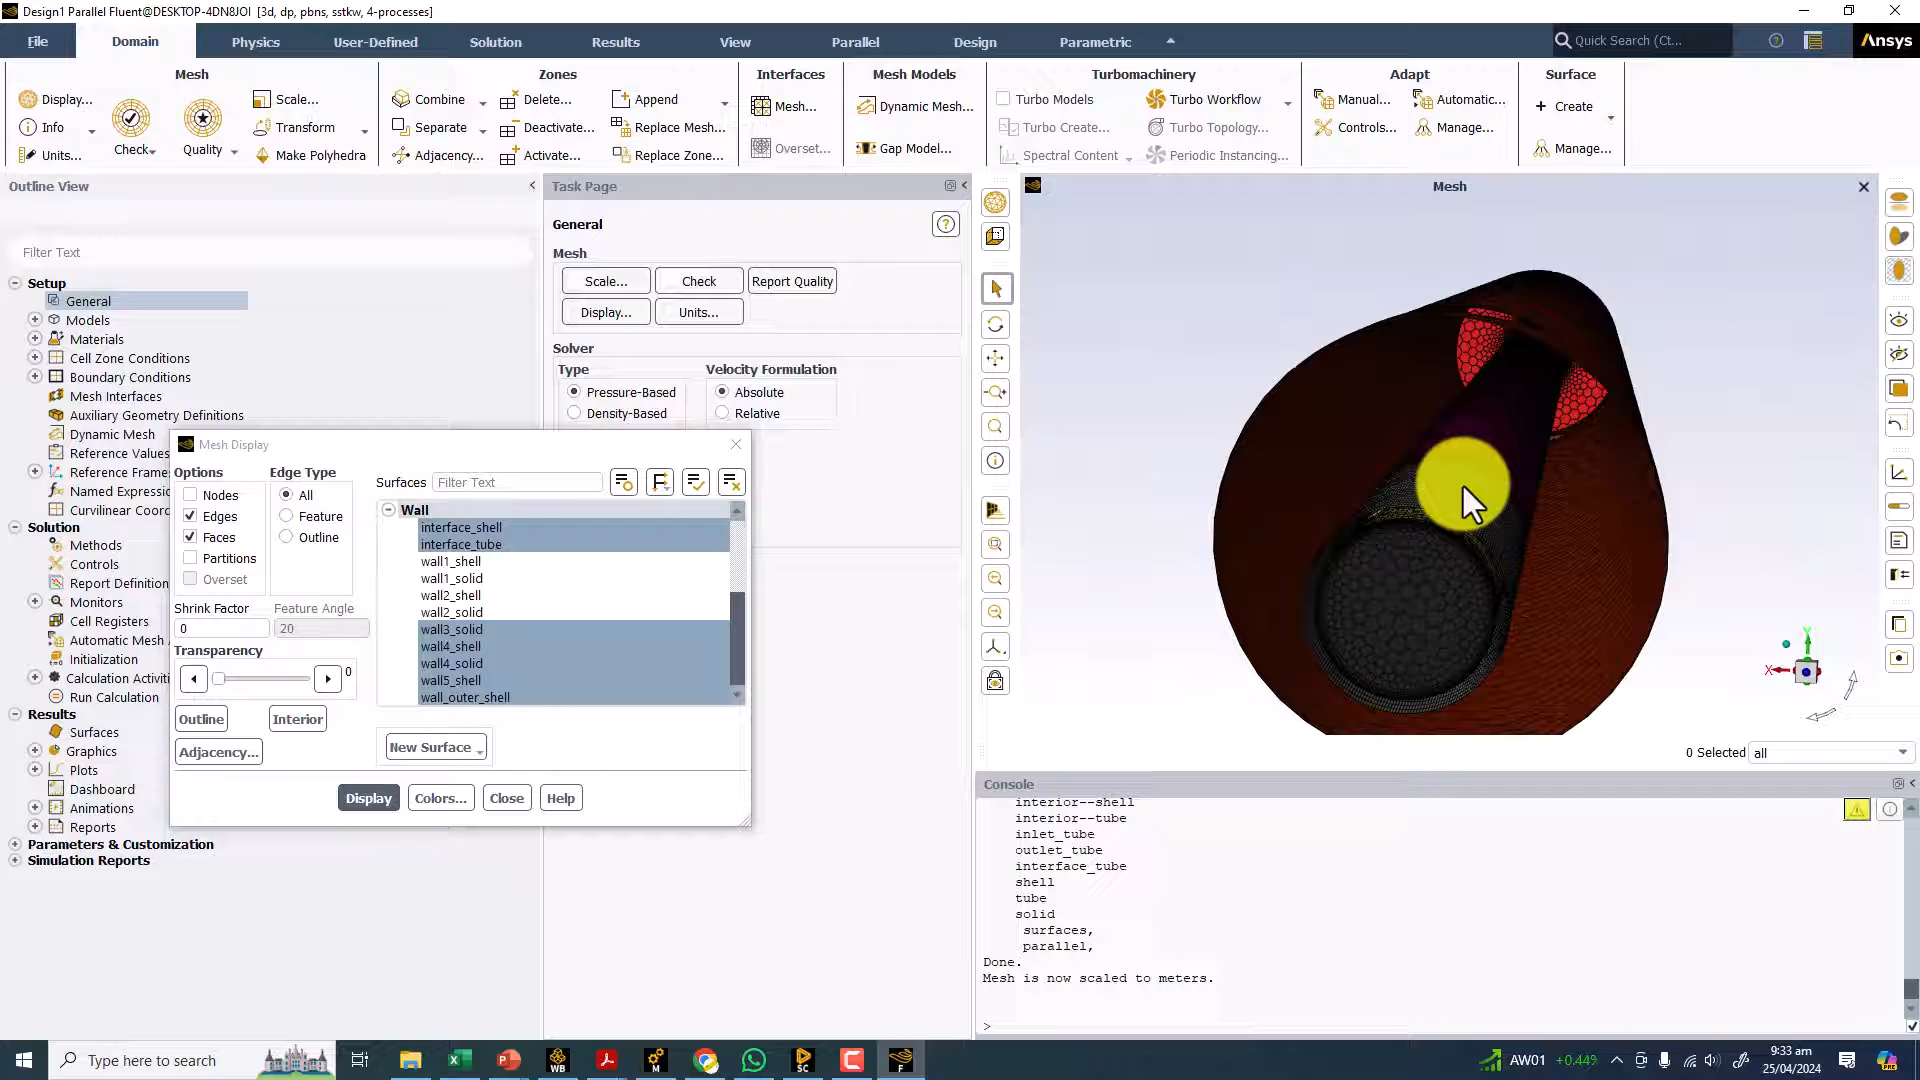 Design1 Parallel Fluent@DESKTOP-4DN8JOI [3d, dp, pbns, sstkw, 4-processes]
File Domain Physics User-Defined Solution Results View Parallel Design Parametric Quick Search (Ct... Ansys
Mesh
Display...
Info
Units...
Check
Quality
Scale...
Transform
Make Polyhedra
Zones
Combine
Separate
Adjacency...
Delete...
Deactivate...
Activate...
Append
Replace Mesh...
Replace Zone...
Interfaces
Mesh...
Overset...
Mesh Models
Dynamic Mesh...
Gap Model...
Turbomachinery
Turbo Models
Turbo Create...
Spectral Content
Turbo Workflow
Turbo Topology...
Periodic Instancing...
Adapt
Manual...
Controls...
Automatic...
Manage...
Surface
Create
Manage...
Outline View
Filter Text
Setup
General
Models
Materials
Cell Zone Conditions
Boundary Conditions
Mesh Interfaces
Auxiliary Geometry Definitions
Dynamic Mesh
Reference Values
Reference Frame
Named Expressic
Curvilinear Coorc
Solution
Methods
Controls
Report Definition
Monitors
Cell Registers
Automatic Mesh
Initialization
Calculation Activiti
Run Calculation
Results
Surfaces
Graphics
Plots
Dashboard
Animations
Reports
Parameters & Customization
Simulation Reports
Task Page
General
Mesh
Scale... Check Report Quality
Display... Units...
Solver
Type
Pressure-Based
Density-Based
Velocity Formulation
Absolute
Relative
Mesh Display
Options
Nodes
Edges
Faces
Partitions
Overset
Edge Type
All
Feature
Outline
Shrink Factor
0
Feature Angle
20
Transparency
0
Outline Interior
Adjacency...
Surfaces Filter Text
Wall
interface_shell
interface_tube
wall1_shell
wall1_solid
wall2_shell
wall2_solid
wall3_solid
wall4_shell
wall4_solid
wall5_shell
wall_outer_shell
New Surface
Display Colors... Close Help
Mesh
Y
X
0 Selected all
Console
interior--shell
interior--tube
inlet_tube
outlet_tube
interface_tube
shell
tube
solid
surfaces,
parallel,
Done.
Mesh is now scaled to meters.
>
Type here to search
WB
M
SC
F
AW01 +0.44%
9:33 am
25/04/2024